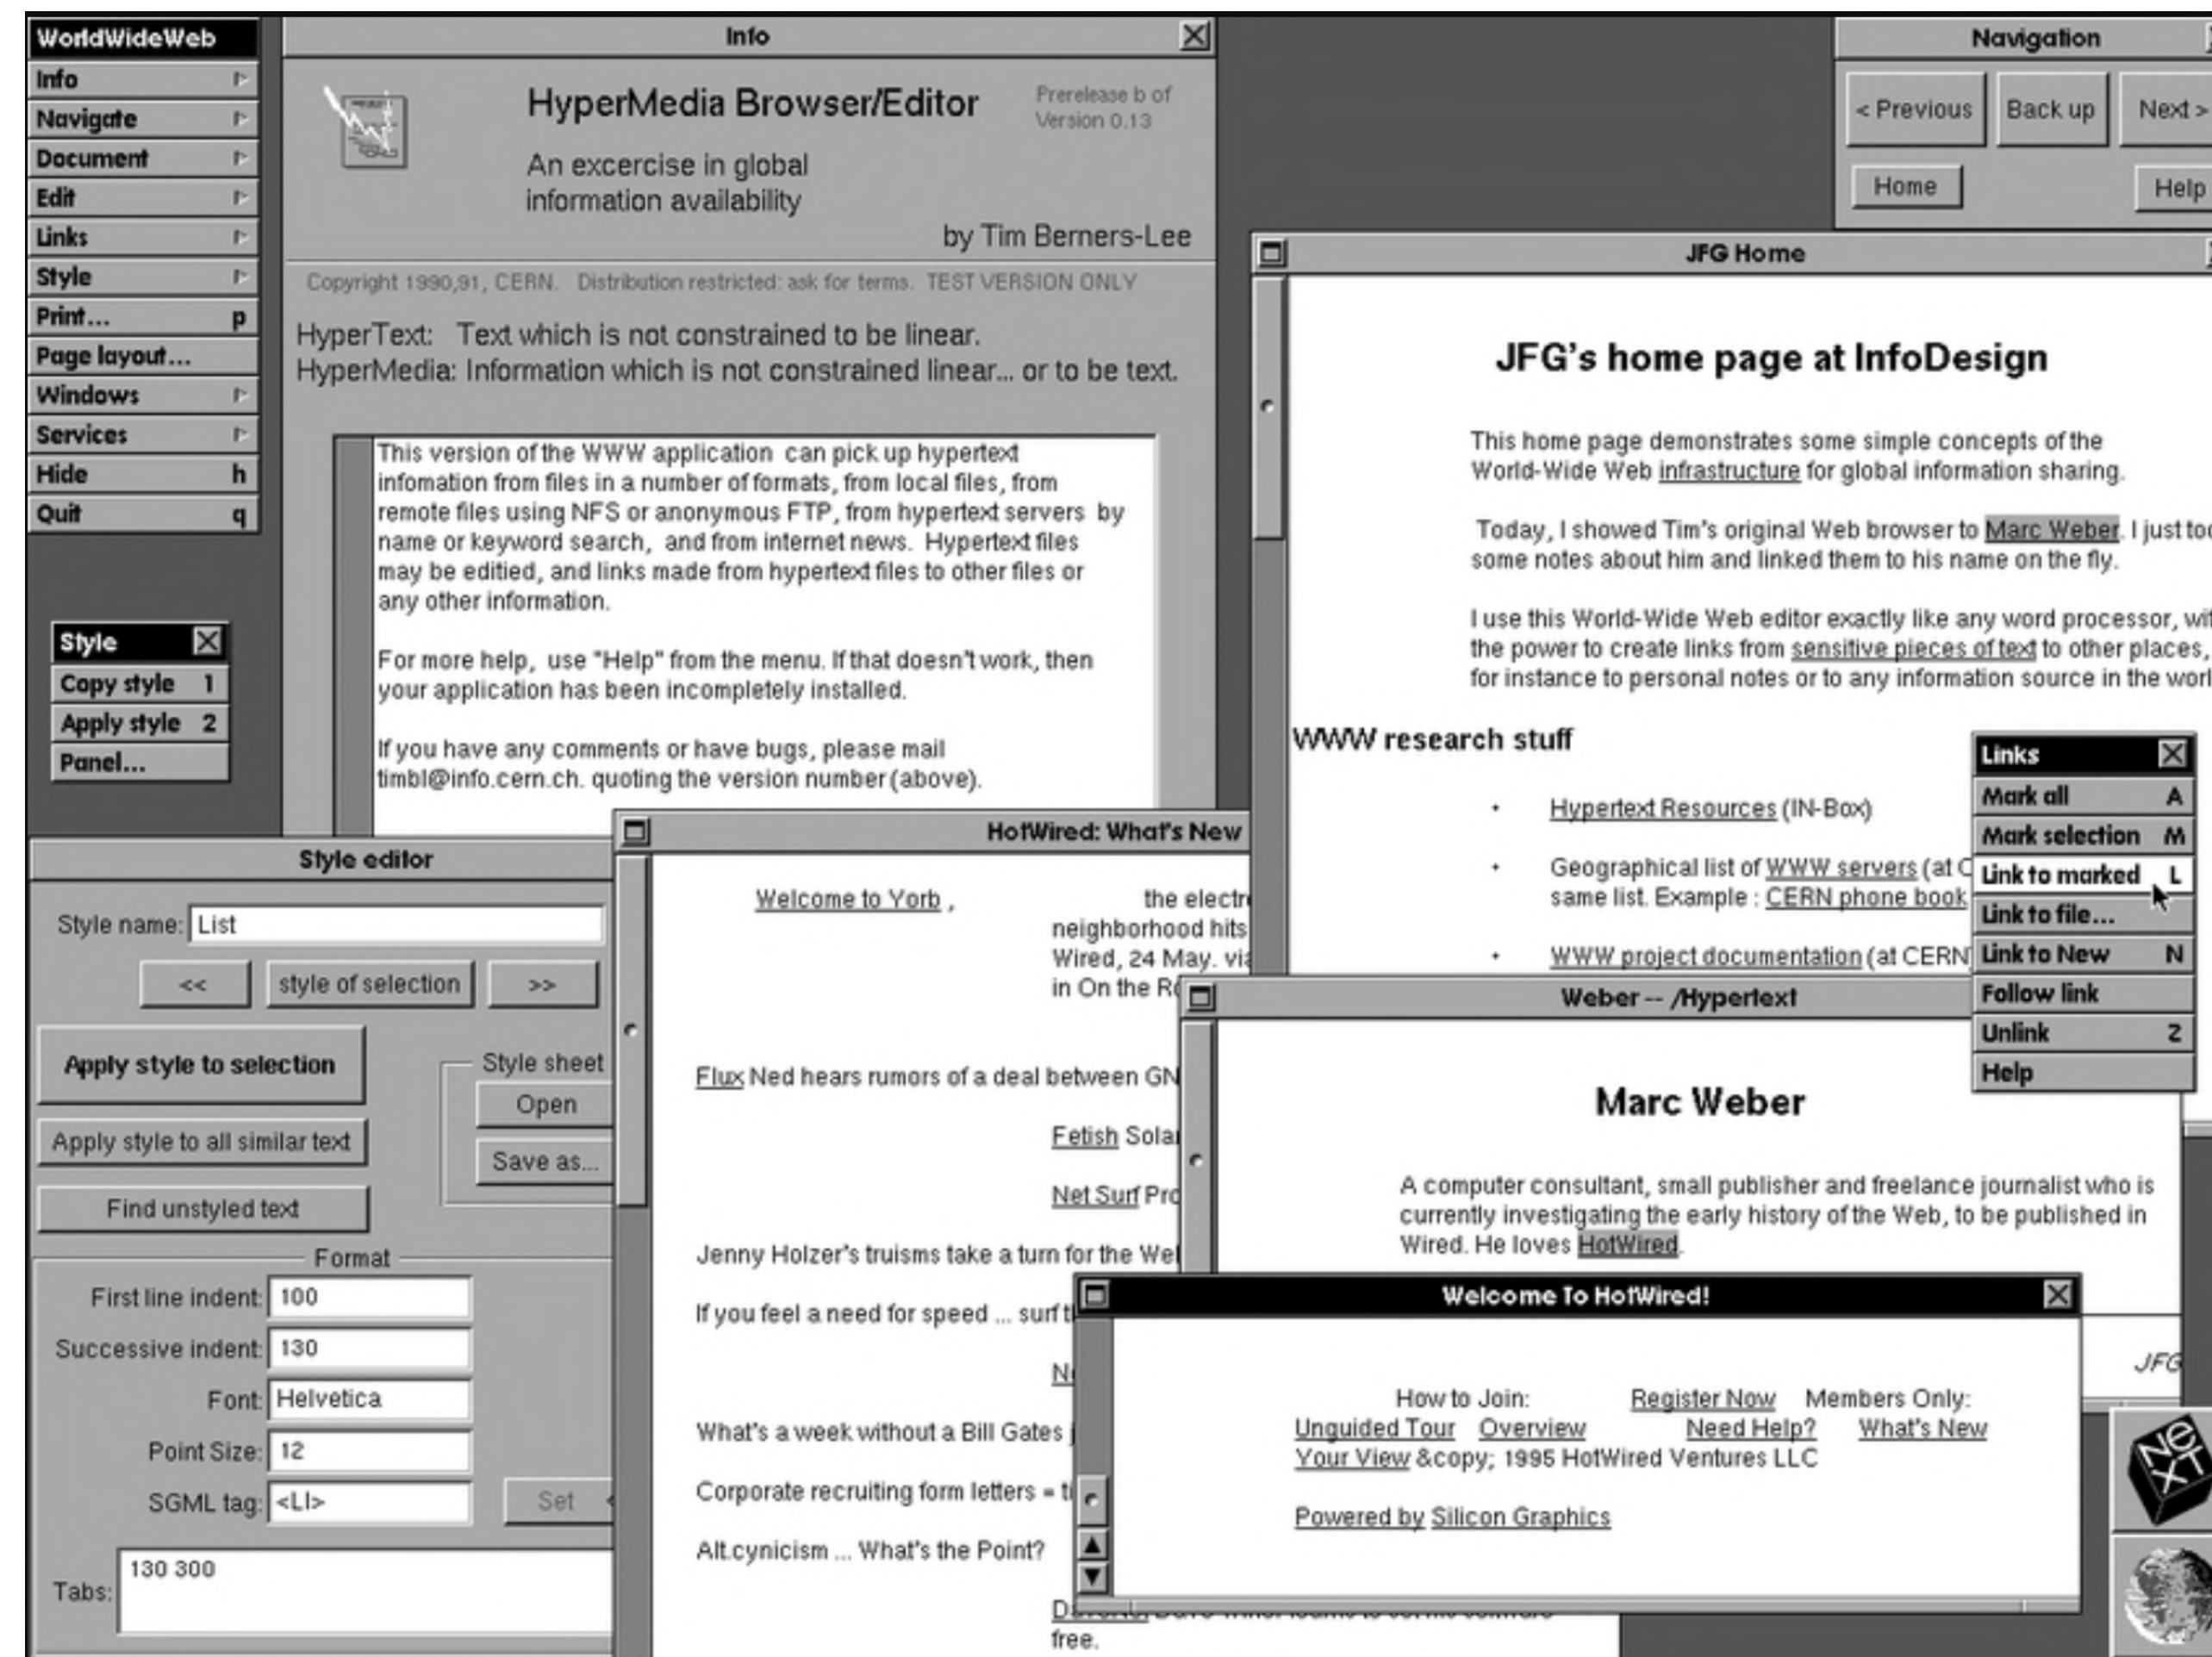 WorldWideWeb
Info
Navigate
Document
Edit
Links
Style
Print... p
Page layout...
Windows
Services
Hide h
Quit q
Style
Copy style 1
Apply style 2
Panel...
Info
HyperMedia Browser/Editor
Prerelease b of
Version 0.13
An excercise in global
information availability
by Tim Berners-Lee
Copyright 1990,91, CERN. Distribution restricted: ask for terms. TEST VERSION ONLY
HyperText: Text which is not constrained to be linear.
HyperMedia: Information which is not constrained linear... or to be text.
This version of the WWW application can pick up hypertext
infomation from files in a number of formats, from local files, from
remote files using NFS or anonymous FTP, from hypertext servers by
name or keyword search, and from internet news. Hypertext files
may be editied, and links made from hypertext files to other files or
any other information.
For more help, use "Help" from the menu. If that doesn't work, then
your application has been incompletely installed.
If you have any comments or have bugs, please mail
timbl@info.cern.ch. quoting the version number (above).
Navigation
< Previous Back up Next >
Home Help
JFG Home
JFG's home page at InfoDesign
This home page demonstrates some simple concepts of the
World-Wide Web infrastructure for global information sharing.
Today, I showed Tim's original Web browser to Marc Weber. I just
some notes about him and linked them to his name on the fly.
I use this World-Wide Web editor exactly like any word processor,
the power to create links from sensitive pieces of text to other places,
for instance to personal notes or to any information source in the
WWW research stuff
• Hypertext Resources (IN-Box)
• Geographical list of WWW servers (at
same list. Example : CERN phone book
• WWW project documentation (at CERN
Links
Mark all A
Mark selection M
Link to marked L
Link to file...
Link to New N
Follow link
Unlink Z
Help
Style editor
Style name: List
<< style of selection >>
Apply style to selection
Apply style to all similar text
Find unstyled text
Style sheet
Open
Save as...
Format
First line indent: 100
Successive indent: 130
Font: Helvetica
Point Size: 12
SGML tag: <LI>
Set
Tabs: 130 300
HotWired: What's New
Welcome to Yorb , the
neighborhood hits
Wired, 24 May. via
in On the
Flux Ned hears rumors of a deal between
Fetish
Net Surf
Jenny Holzer's truisms take a turn for the
If you feel a need for speed ... surf
What's a week without a Bill Gates
Corporate recruiting form letters =
Alt.cynicism ... What's the Point?
free.
Weber -- /Hypertext
Marc Weber
A computer consultant, small publisher and freelance journalist who is
currently investigating the early history of the Web, to be published in
Wired. He loves HotWired.
JFG
Welcome To HotWired!
How to Join: Register Now Members Only:
Unguided Tour Overview Need Help? What's New
Your View &copy; 1995 HotWired Ventures LLC
Powered by Silicon Graphics
NeXT